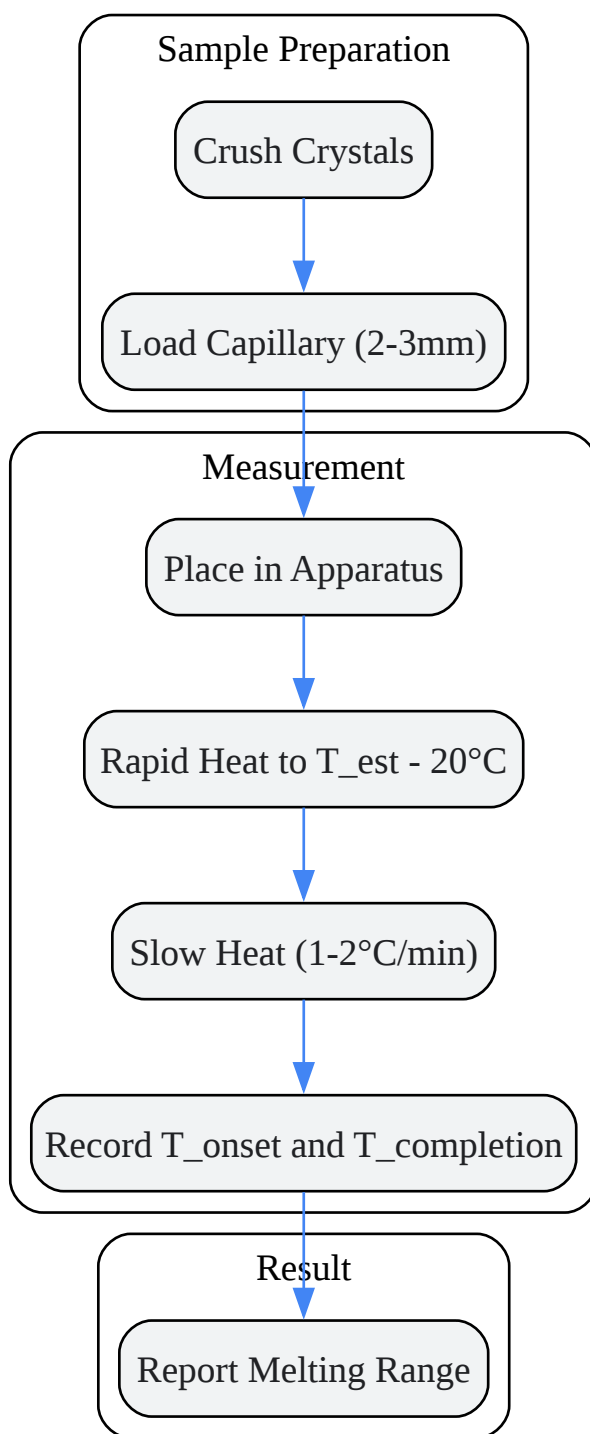 Sample Preparation
Crush Crystals
Load Capillary (2-3mm)
Measurement
Place in Apparatus
Rapid Heat to T_est - 20°C
Slow Heat (1-2°C/min)
Record T_onset and T_completion
Result
Report Melting Range